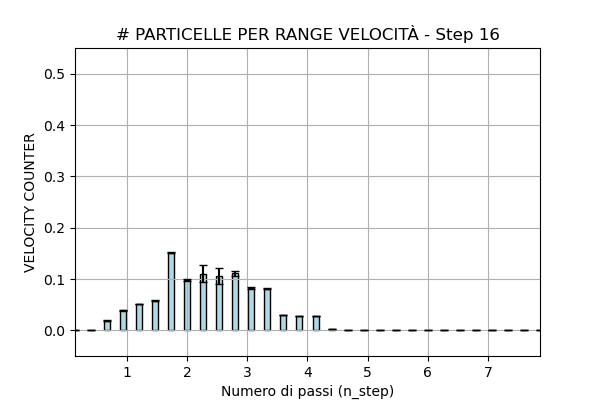 # PARTICELLE PER RANGE VELOCITÀ - Step 16
VELOCITY COUNTER
0.5
0.4
0.3
0.2
0.1
0.0
1 2 3 4 5 6 7
Numero di passi (n_step)